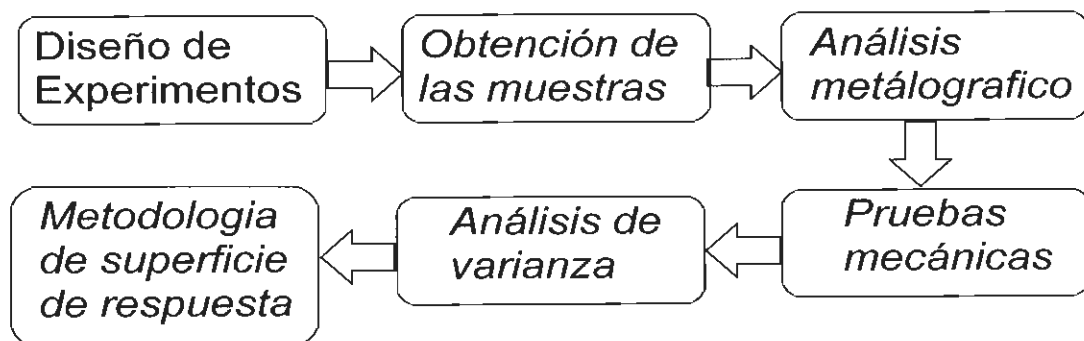 Diseño de
Experimentos
Obtención de
las muestras
Análisis
metálografico
Pruebas
mecánicas
Análisis de
varianza
Metodologia
de superficie
de respuesta